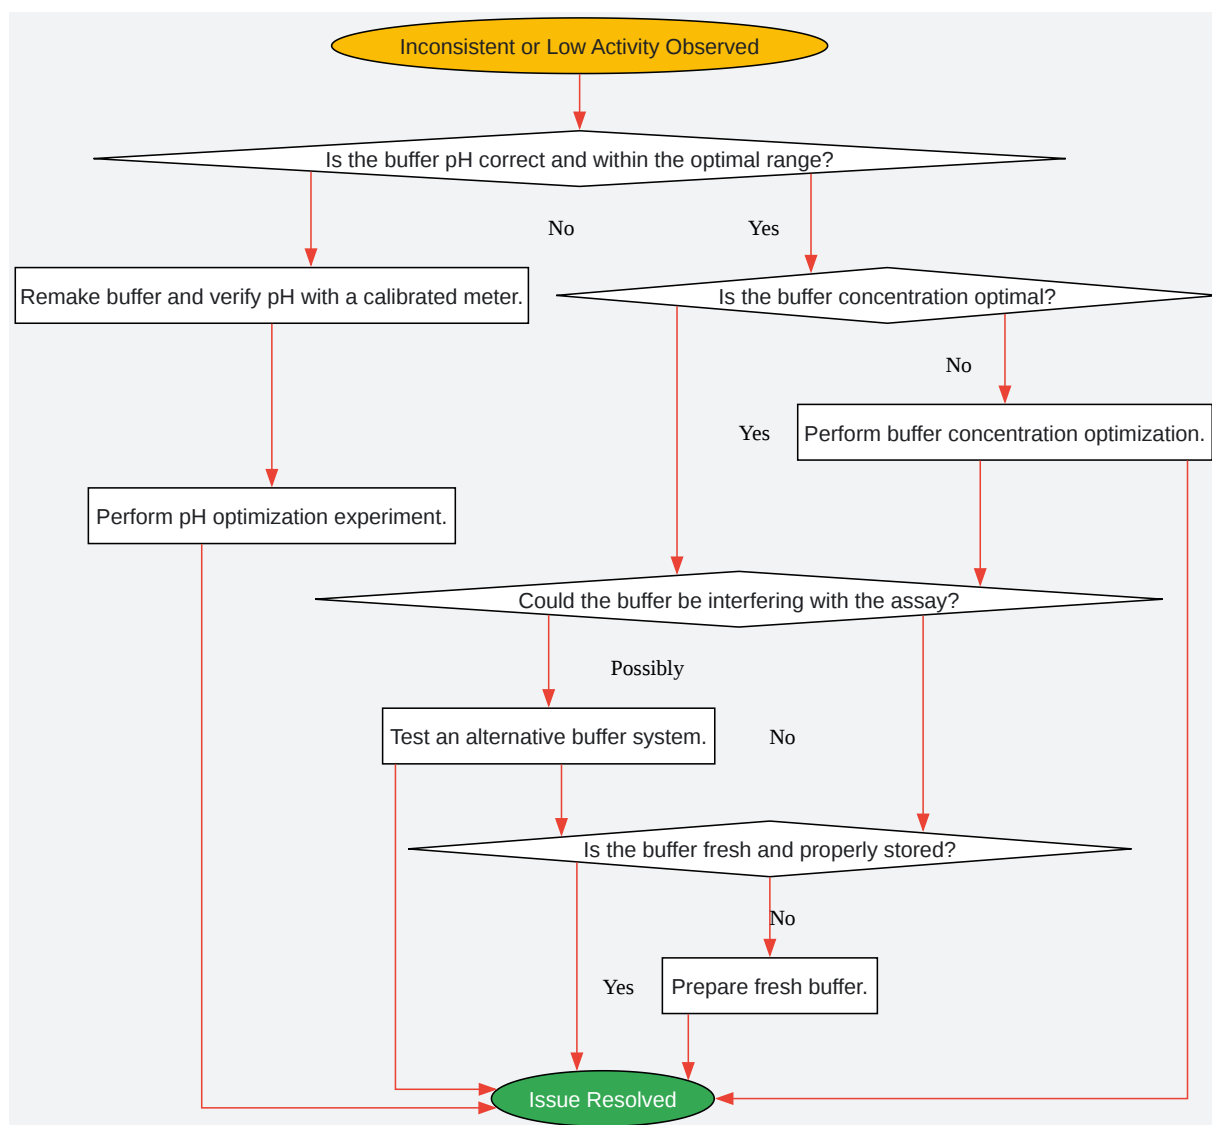 Inconsistent or Low Activity Observed
Is the buffer pH correct and within the optimal range?
No
Yes
Remake buffer and verify pH with a calibrated meter.
Is the buffer concentration optimal?
No
Yes
Perform buffer concentration optimization.
Perform pH optimization experiment.
Could the buffer be interfering with the assay?
Possibly
Test an alternative buffer system.
No
Is the buffer fresh and properly stored?
No
Yes
Prepare fresh buffer.
Issue Resolved